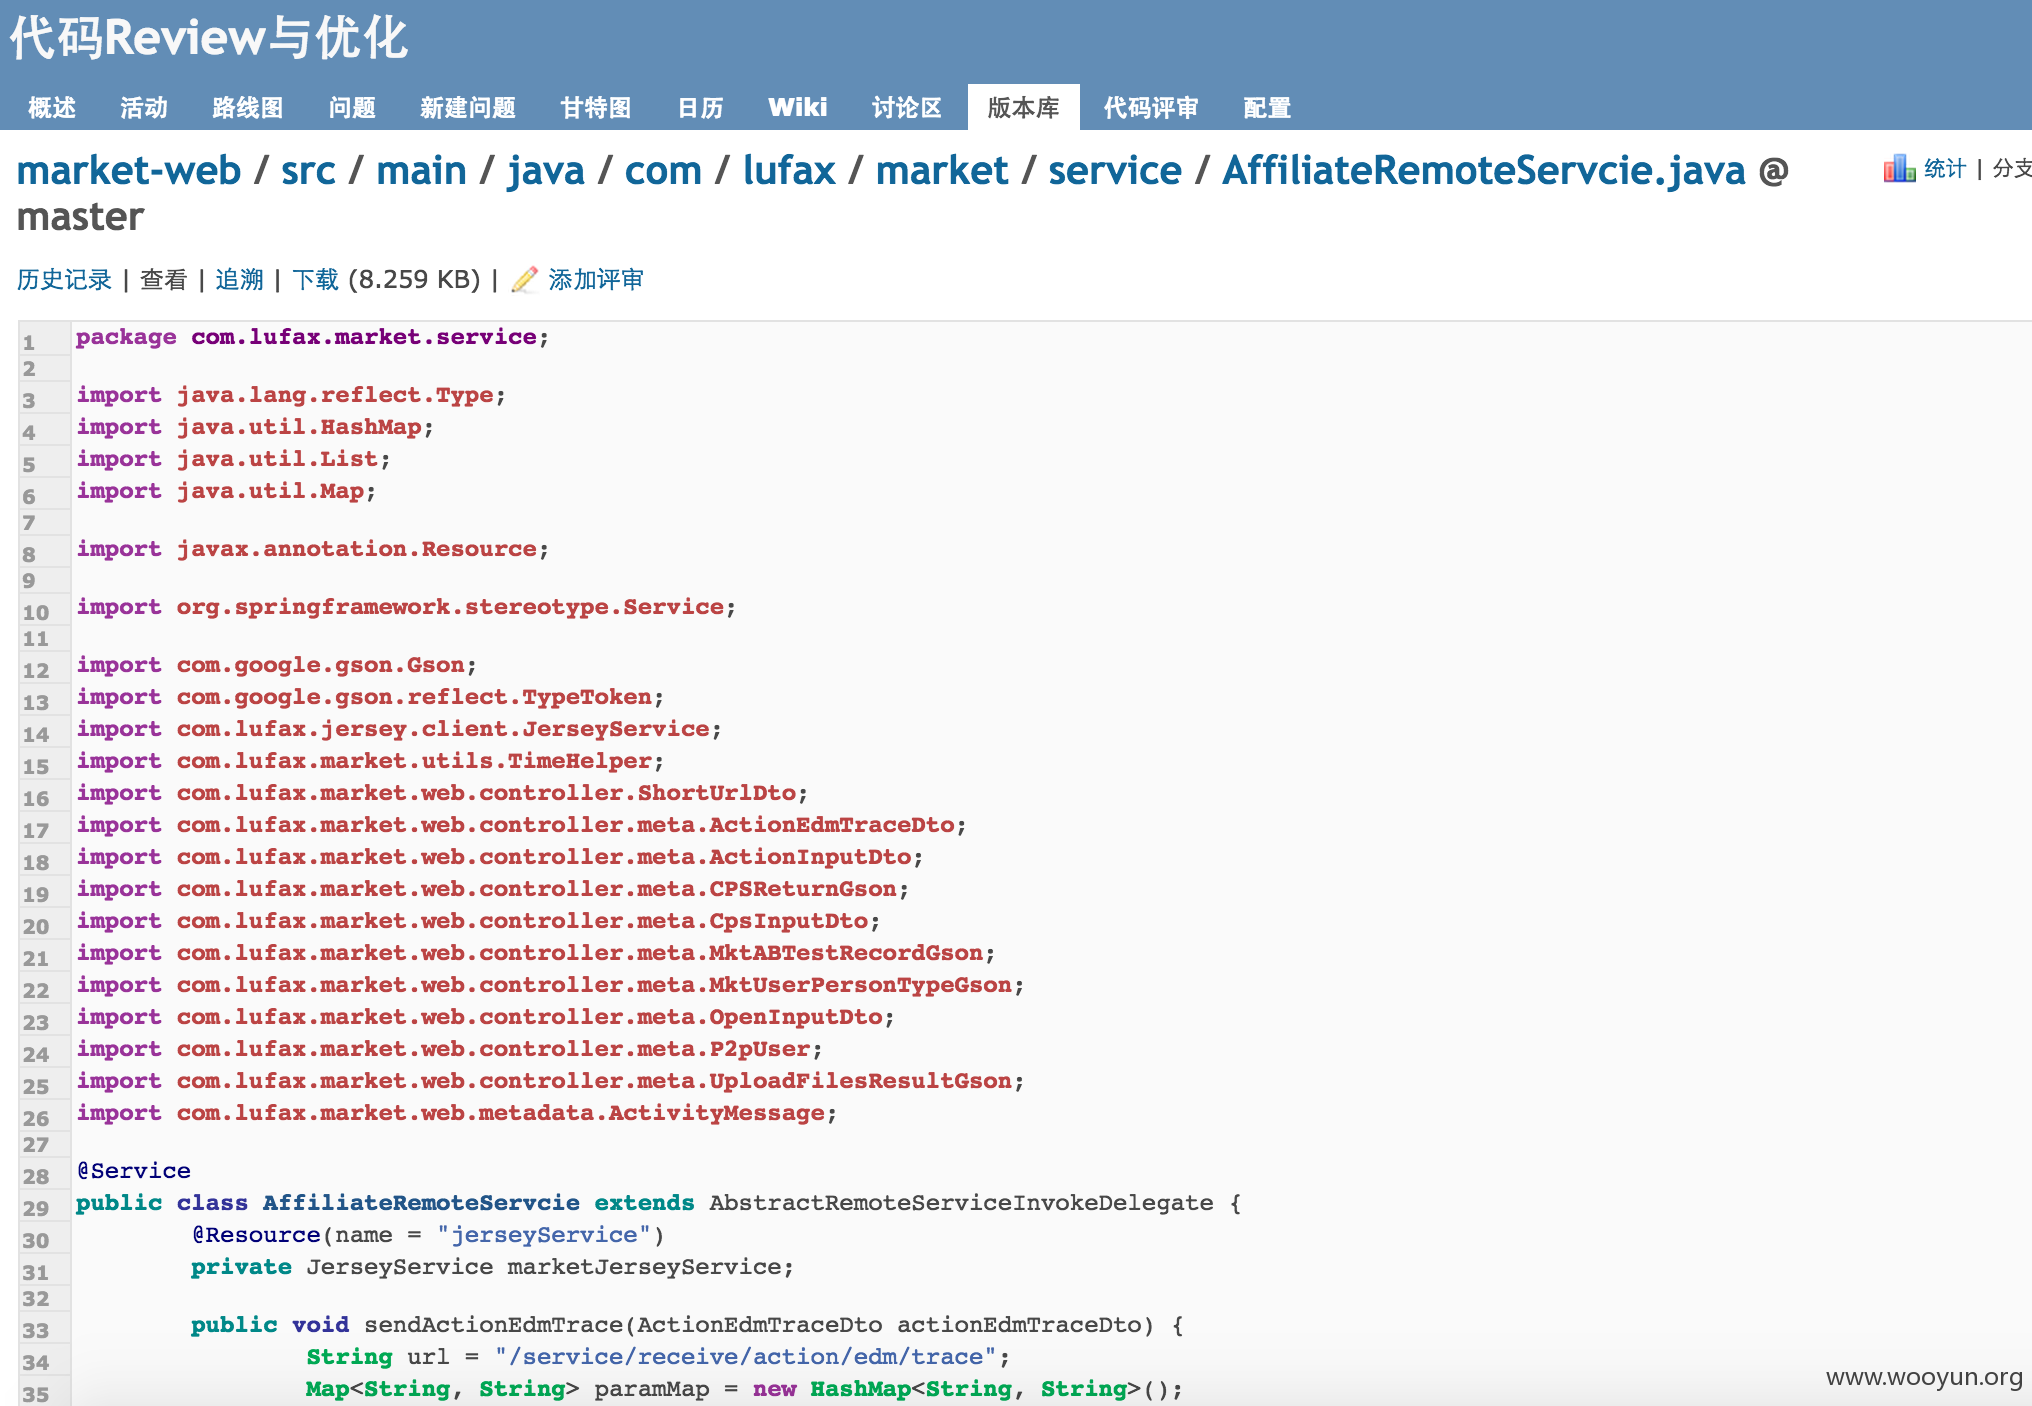 代码Review与优化
概述 活动 路线图 问题 新建问题 甘特图 日历 Wiki 讨论区 版本库 代码评审 配置
market-web / src / main / java / com / lufax / market / service / AffiliateRemoteServcie.java @
统计 | 分支
master
历史记录 | 查看 | 追溯 | 下载 (8.259 KB) | 添加评审
1 package com.lufax.market.service;
2
3 import java.lang.reflect.Type;
4 import java.util.HashMap;
5 import java.util.List;
6 import java.util.Map;
7
8 import javax.annotation.Resource;
9
10 import org.springframework.stereotype.Service;
11
12 import com.google.gson.Gson;
13 import com.google.gson.reflect.TypeToken;
14 import com.lufax.jersey.client.JerseyService;
15 import com.lufax.market.utils.TimeHelper;
16 import com.lufax.market.web.controller.ShortUrlDto;
17 import com.lufax.market.web.controller.meta.ActionEdmTraceDto;
18 import com.lufax.market.web.controller.meta.ActionInputDto;
19 import com.lufax.market.web.controller.meta.CPSReturnGson;
20 import com.lufax.market.web.controller.meta.CpsInputDto;
21 import com.lufax.market.web.controller.meta.MktABTestRecordGson;
22 import com.lufax.market.web.controller.meta.MktUserPersonTypeGson;
23 import com.lufax.market.web.controller.meta.OpenInputDto;
24 import com.lufax.market.web.controller.meta.P2pUser;
25 import com.lufax.market.web.controller.meta.UploadFilesResultGson;
26 import com.lufax.market.web.metadata.ActivityMessage;
27
28 @Service
29 public class AffiliateRemoteServcie extends AbstractRemoteServiceInvokeDelegate {
30 @Resource(name = "jerseyService")
31 private JerseyService marketJerseyService;
32
33 public void sendActionEdmTrace(ActionEdmTraceDto actionEdmTraceDto) {
34 String url = "/service/receive/action/edm/trace";
35 Map<String, String> paramMap = new HashMap<String, String>();
www.wooyun.org